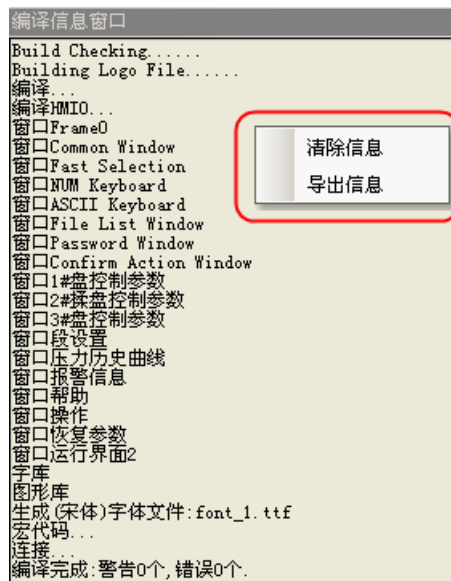 编译信息窗口
Build Checking......
Building Logo File......
编译...
编译HMI0...
窗口Frame0
窗口Common Window
窗口Fast Selection
窗口NUM Keyboard
窗口ASCII Keyboard
窗口File List Window
窗口Password Window
窗口Confirm Action Window
窗口1#盘控制参数
窗口2#揉盘控制参数
窗口3#盘控制参数
窗口段设置
窗口压力历史曲线
窗口报警信息
窗口帮助
窗口操作
窗口恢复参数
窗口运行界面2
字库
图形库
生成(宋体)字体文件:font_1.ttf
宏代码...
连接...
编译完成:警告0个,错误0个.
清除信息
导出信息